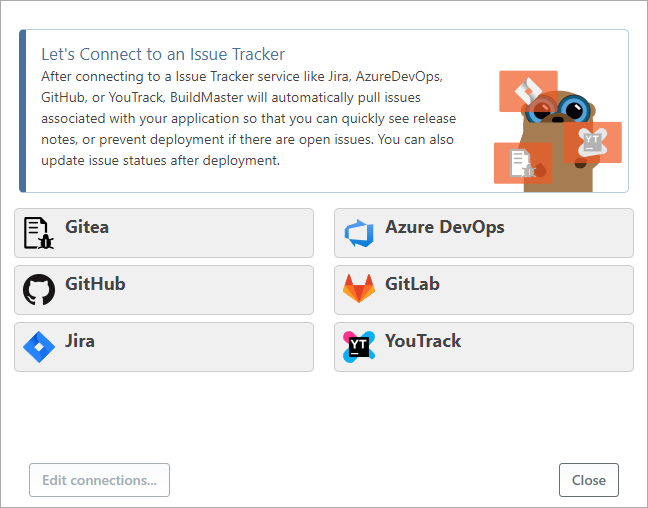 Let's Connect to an Issue Tracker
After connecting to a Issue Tracker service like Jira, AzureDevOps,
GitHub, or YouTrack, BuildMaster will automatically pull issues
associated with your application so that you can quickly see release
notes, or prevent deployment if there are open issues. You can also
update issue statues after deployment.
YT
Gitea
Azure DevOps
GitHub
GitLab
Jira
YT
YouTrack
Edit connections...
Close